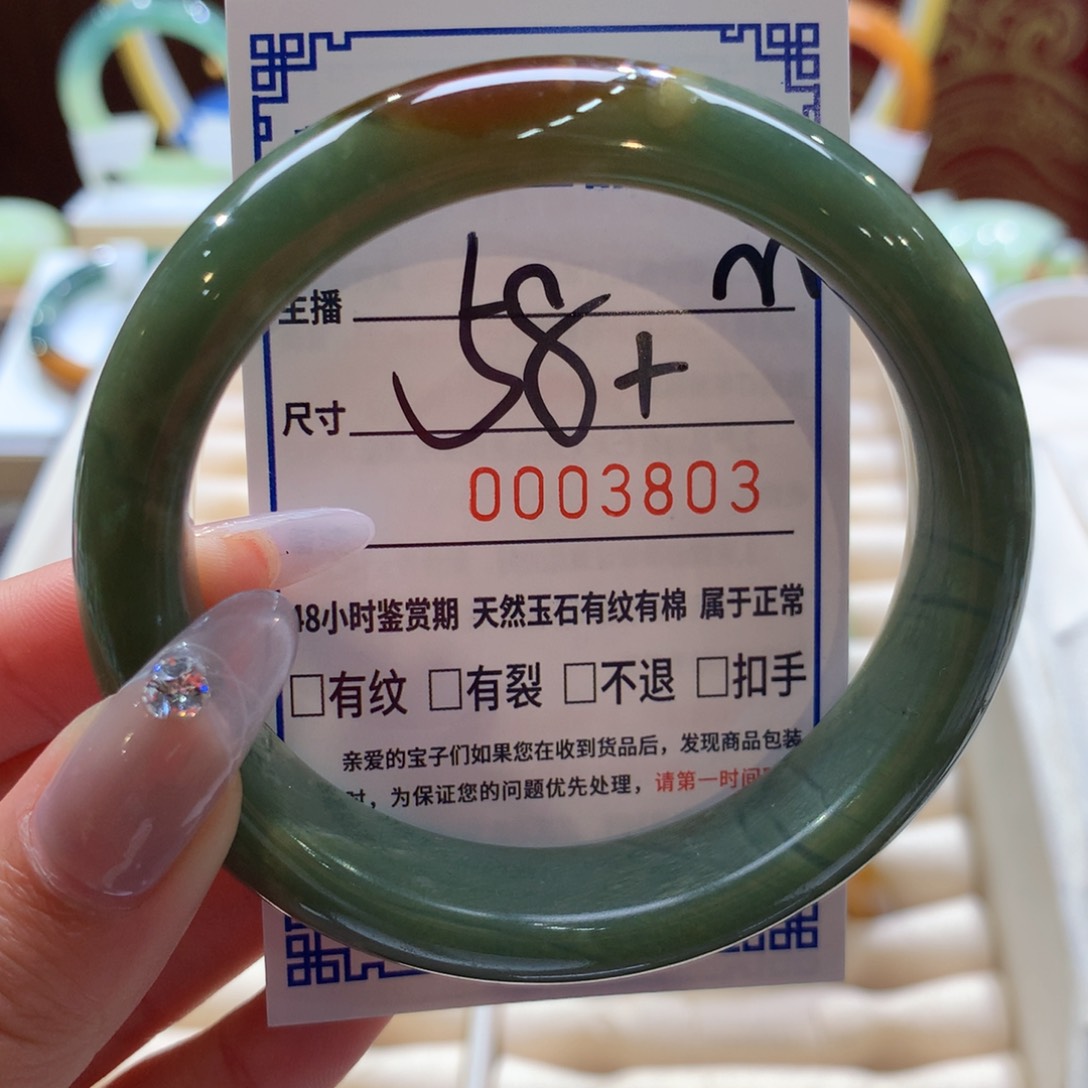 主播
尺寸 58+
0003803
48小时鉴赏期 天然玉石有纹有棉 属于正常
□有纹 □有裂 □不退 □扣手
亲爱的宝子们如果您在收到货品后，发现商品包装
时，为保证您的问题优先处理，请第一时间